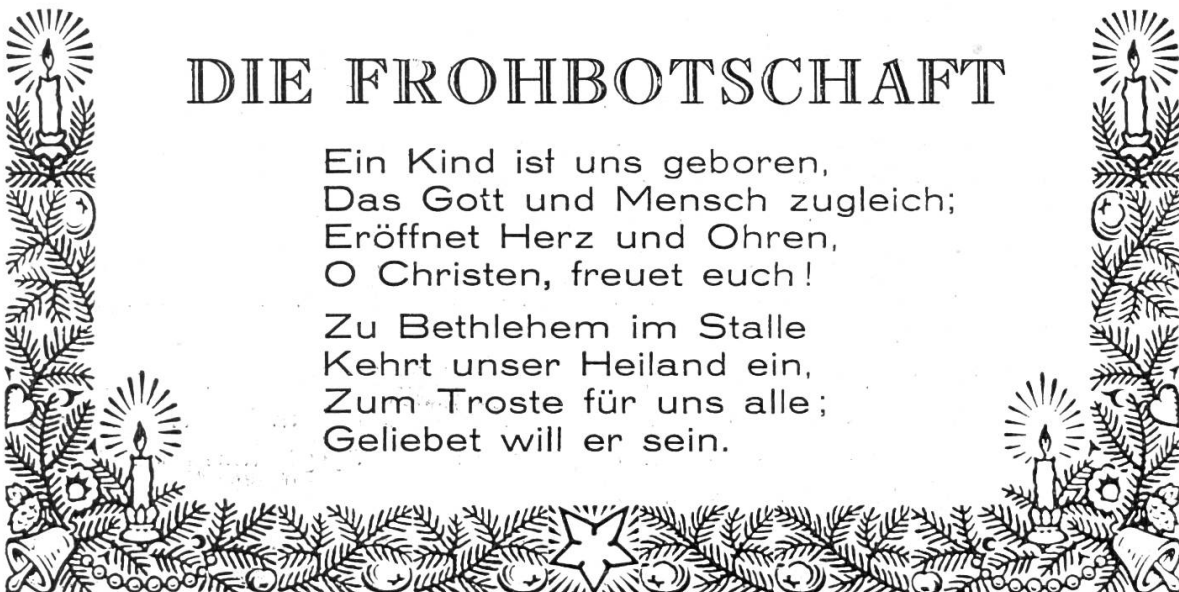 DIE FROHBOTSCHAFT
Ein Kind ist uns geboren,
Das Gott und Mensch zugleich;
Eröffnet Herz und Ohren,
O Christen, freuet euch!
Zu Bethlehem im Stalle
Kehrt unser Heiland ein,
Zum Troste für uns alle;
Geliebet will er sein.